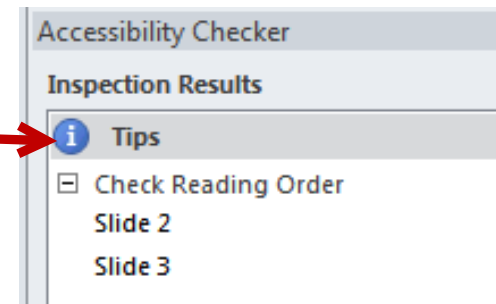 Accessibility Checker
Inspection Results
i Tips
Check Reading Order
Slide 2
Slide 3